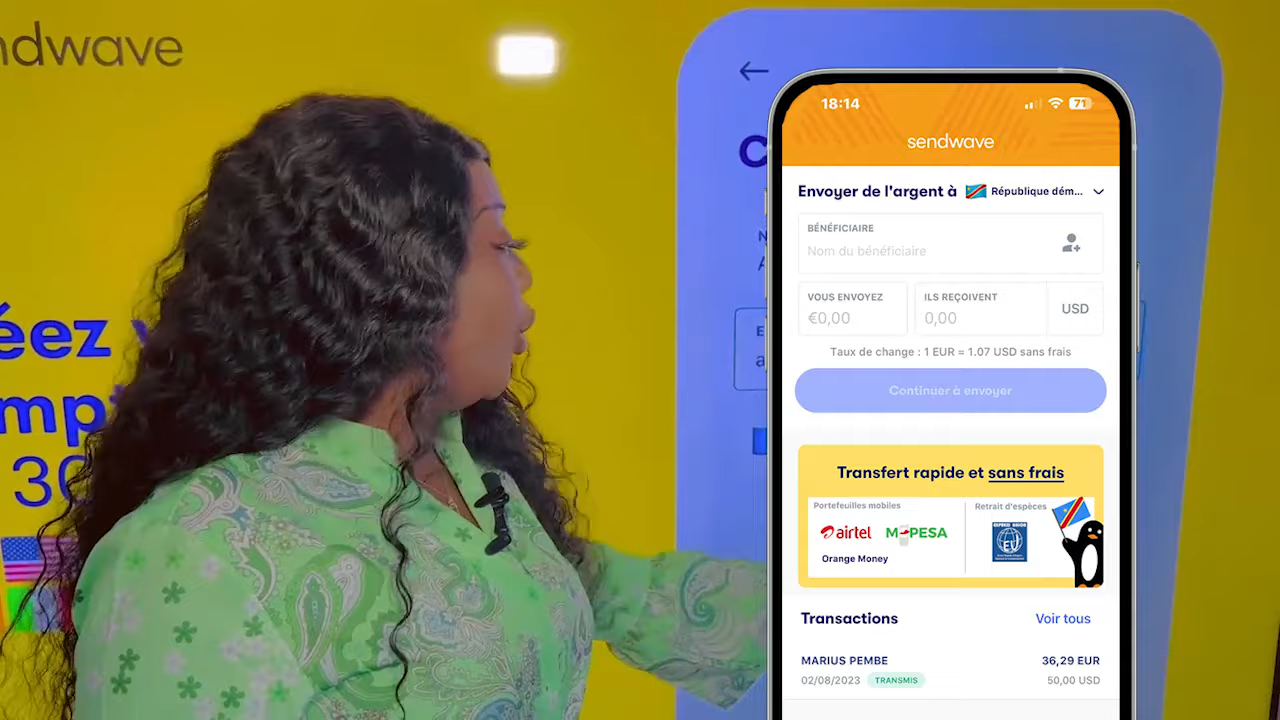 ndwave
éez
mp
30
18:14
71
sendwave
Envoyer de l'argent à
République dém...
BÉNÉFICIAIRE
Nom du bénéficiaire
VOUS ENVOYEZ
€0,00
ILS REÇOIVENT
0,00
USD
Taux de change : 1 EUR = 1.07 USD sans frais
Continuer à envoyer
Transfert rapide et sans frais
Portefeuilles mobiles
airtel
M-PESA
Orange Money
Retrait d'espèces
Transactions
Voir tous
MARIUS PEMBE
36,29 EUR
02/08/2023
TRANSMIS
50,00 USD